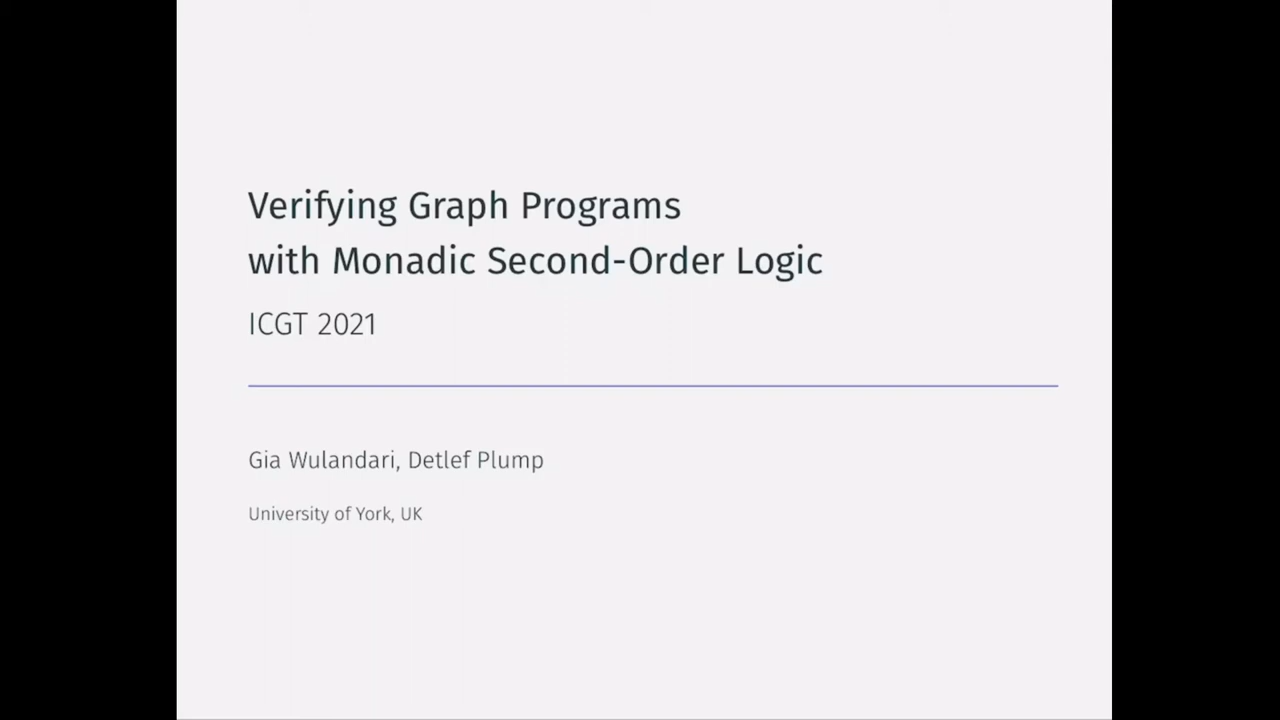 Verifying Graph Programs
with Monadic Second-Order Logic
ICGT 2021
Gia Wulandari, Detlef Plump
University of York, UK